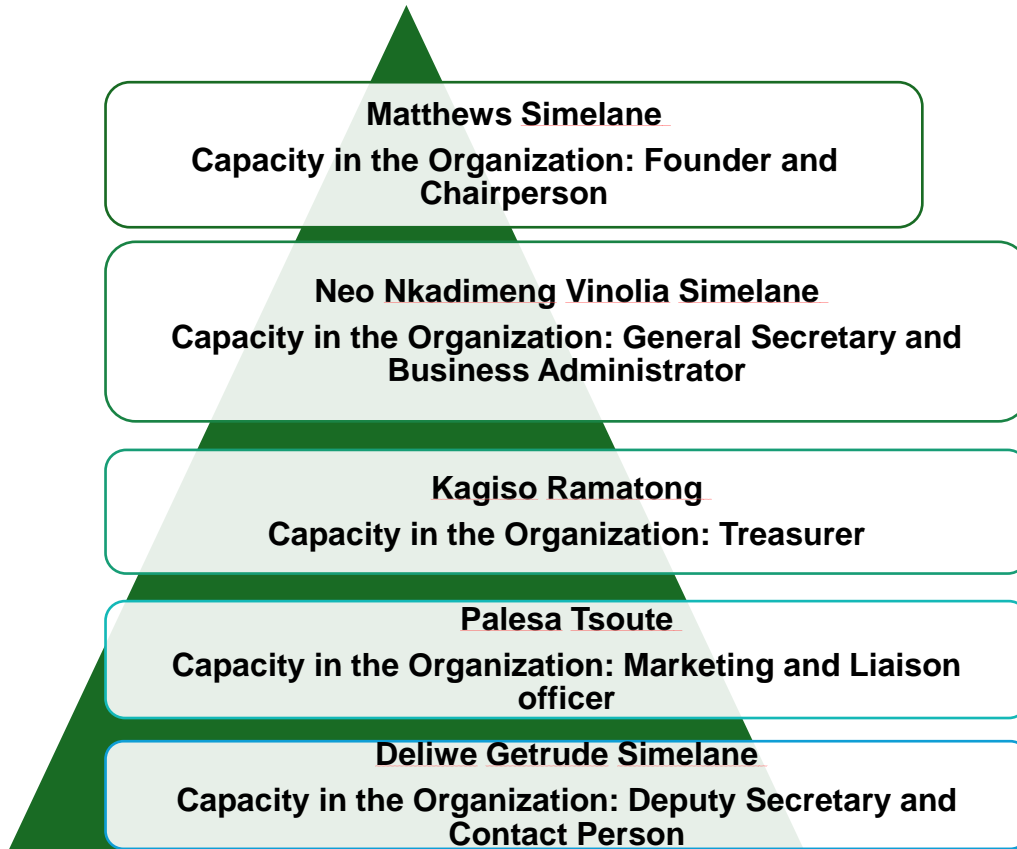 Matthews Simelane
Capacity in the Organization: Founder and
Chairperson
Neo Nkadimeng Vinolia Simelane
Capacity in the Organization: General Secretary and
Business Administrator
Kagiso Ramatong
Capacity in the Organization: Treasurer
Palesa Tsoute
Capacity in the Organization: Marketing and Liaison
officer
Deliwe Getrude Simelane
Capacity in the Organization: Deputy Secretary and
Contact Person